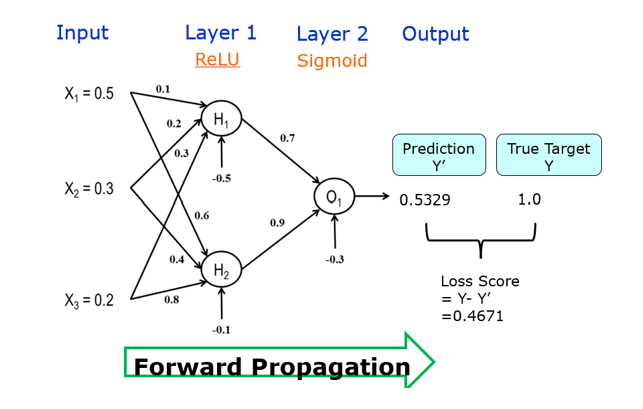 Input Layer 1 Layer 2 Output
ReLU Sigmoid
X1 = 0.5
0.1
0.2
H1
0.3
0.7
-0.5
Prediction
Y’
True Target
Y
X2 = 0.3
O1
0.5329 1.0
0.6
0.9
0.4
-0.3
H2
X3 = 0.2
0.8
-0.1
Loss Score
= Y- Y’
=0.4671
Forward Propagation